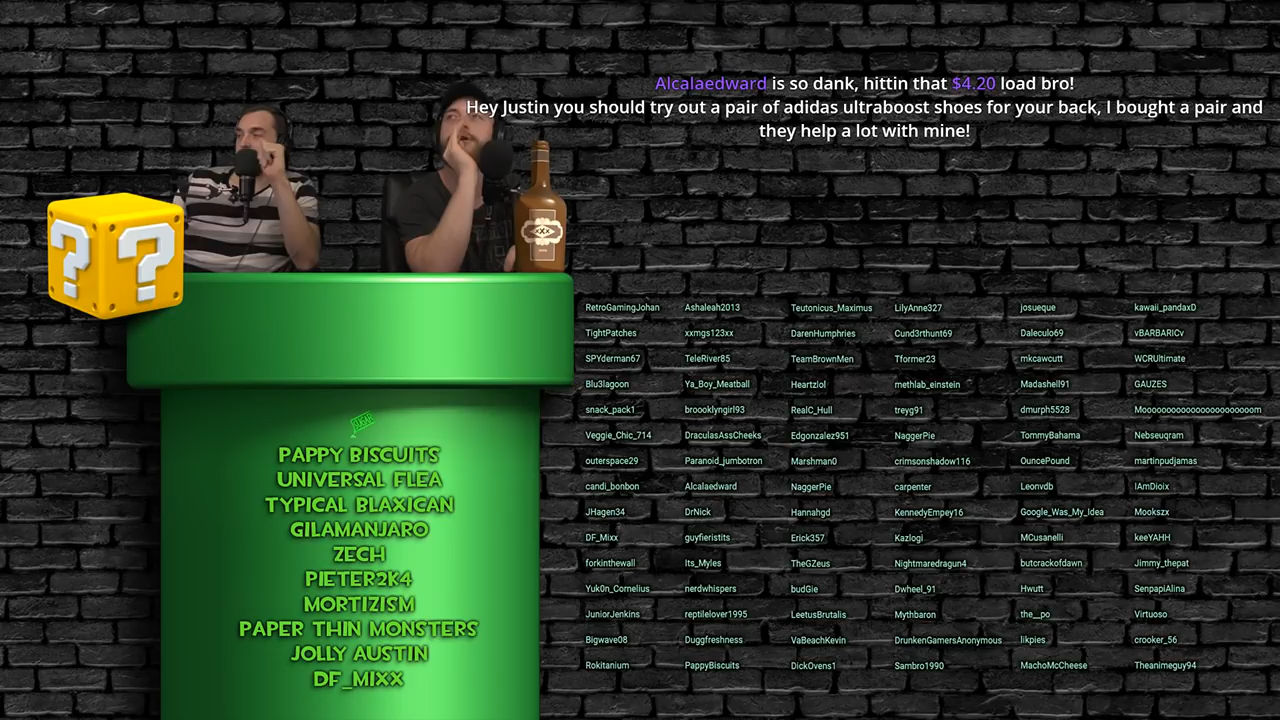 Alcalaedward is so dank, hittin that $4.20 load bro!
Hey Justin you should try out a pair of adidas ultraboost shoes for your back, I bought a pair and
they help a lot with mine!
? ?
XXX
RetroGamingJohan Ashaleah2013 Teutonicus_Maximus LilyAnne327 josueque kawaii_pandaxD
TightPatches xxmgs123xx DarenHumphries Cund3rthunt69 Daleculo69 vBARBARICv
SPYderman67 TeleRiver85 TeamBrownMen Tformer23 mkcawcutt WCRUltimate
Blu3lagoon Ya_Boy_Meatball Heartzlol methlab_einstein Madashell91 GAUZES
snack_pack1 broooklyngirl93 RealC_Hull treyg91 dmurph5528 Mooooooooooooooooooooooom
Veggie_Chic_714 DraculasAssCheeks Edgonzalez951 NaggerPie TommyBahama Nebseuqram
outerspace29 Paranoid_jumbotron Marshman0 crimsonshadow116 OuncePound martinpudjamas
candi_bonbon Alcalaedward NaggerPie carpenter Leonvdb IAmDioix
JHagen34 DrNick Hannahgd KennedyEmpey16 Google_Was_My_Idea Mookszx
DF_Mixx guyfieristits Erick357 Kazlogi MCusanelli keeYAHH
forkinthewall Its_Myles TheGZeus Nightmaredragun4 butcrackofdawn Jimmy_thepat
Yuk0n_Cornelius nerdwhispers budGie Dwheel_91 Hwutt SenpapiAlina
JuniorJenkins reptilelover1995 LeetusBrutalis Mythbaron the__po Virtuoso
Bigwave08 Duggfreshness VaBeachKevin DrunkenGamersAnonymous likpies crooker_56
Rokitanium PappyBiscuits DickOvens1 Sambro1990 MachoMcCheese Theanimeguy94
PAPPY BISCUITS
UNIVERSAL FLEA
TYPICAL BLAXICAN
GILAMANJARO
ZECH
PIETER2K4
MORTIZISM
PAPER THIN MONSTERS
JOLLY AUSTIN
DF_MIXX